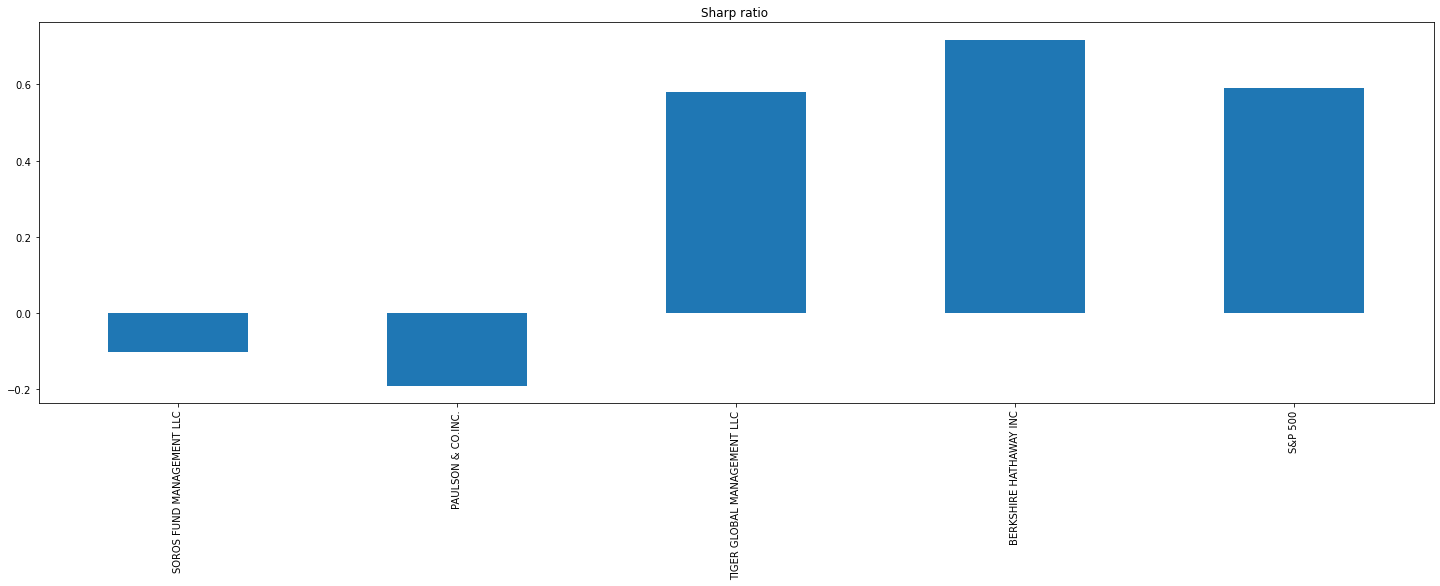 Sharp ratio
0.6
0.4
0.2
0.0
−0.2
SOROS FUND MANAGEMENT LLC
PAULSON & CO.INC.
TIGER GLOBAL MANAGEMENT LLC
BERKSHIRE HATHAWAY INC
S&P 500